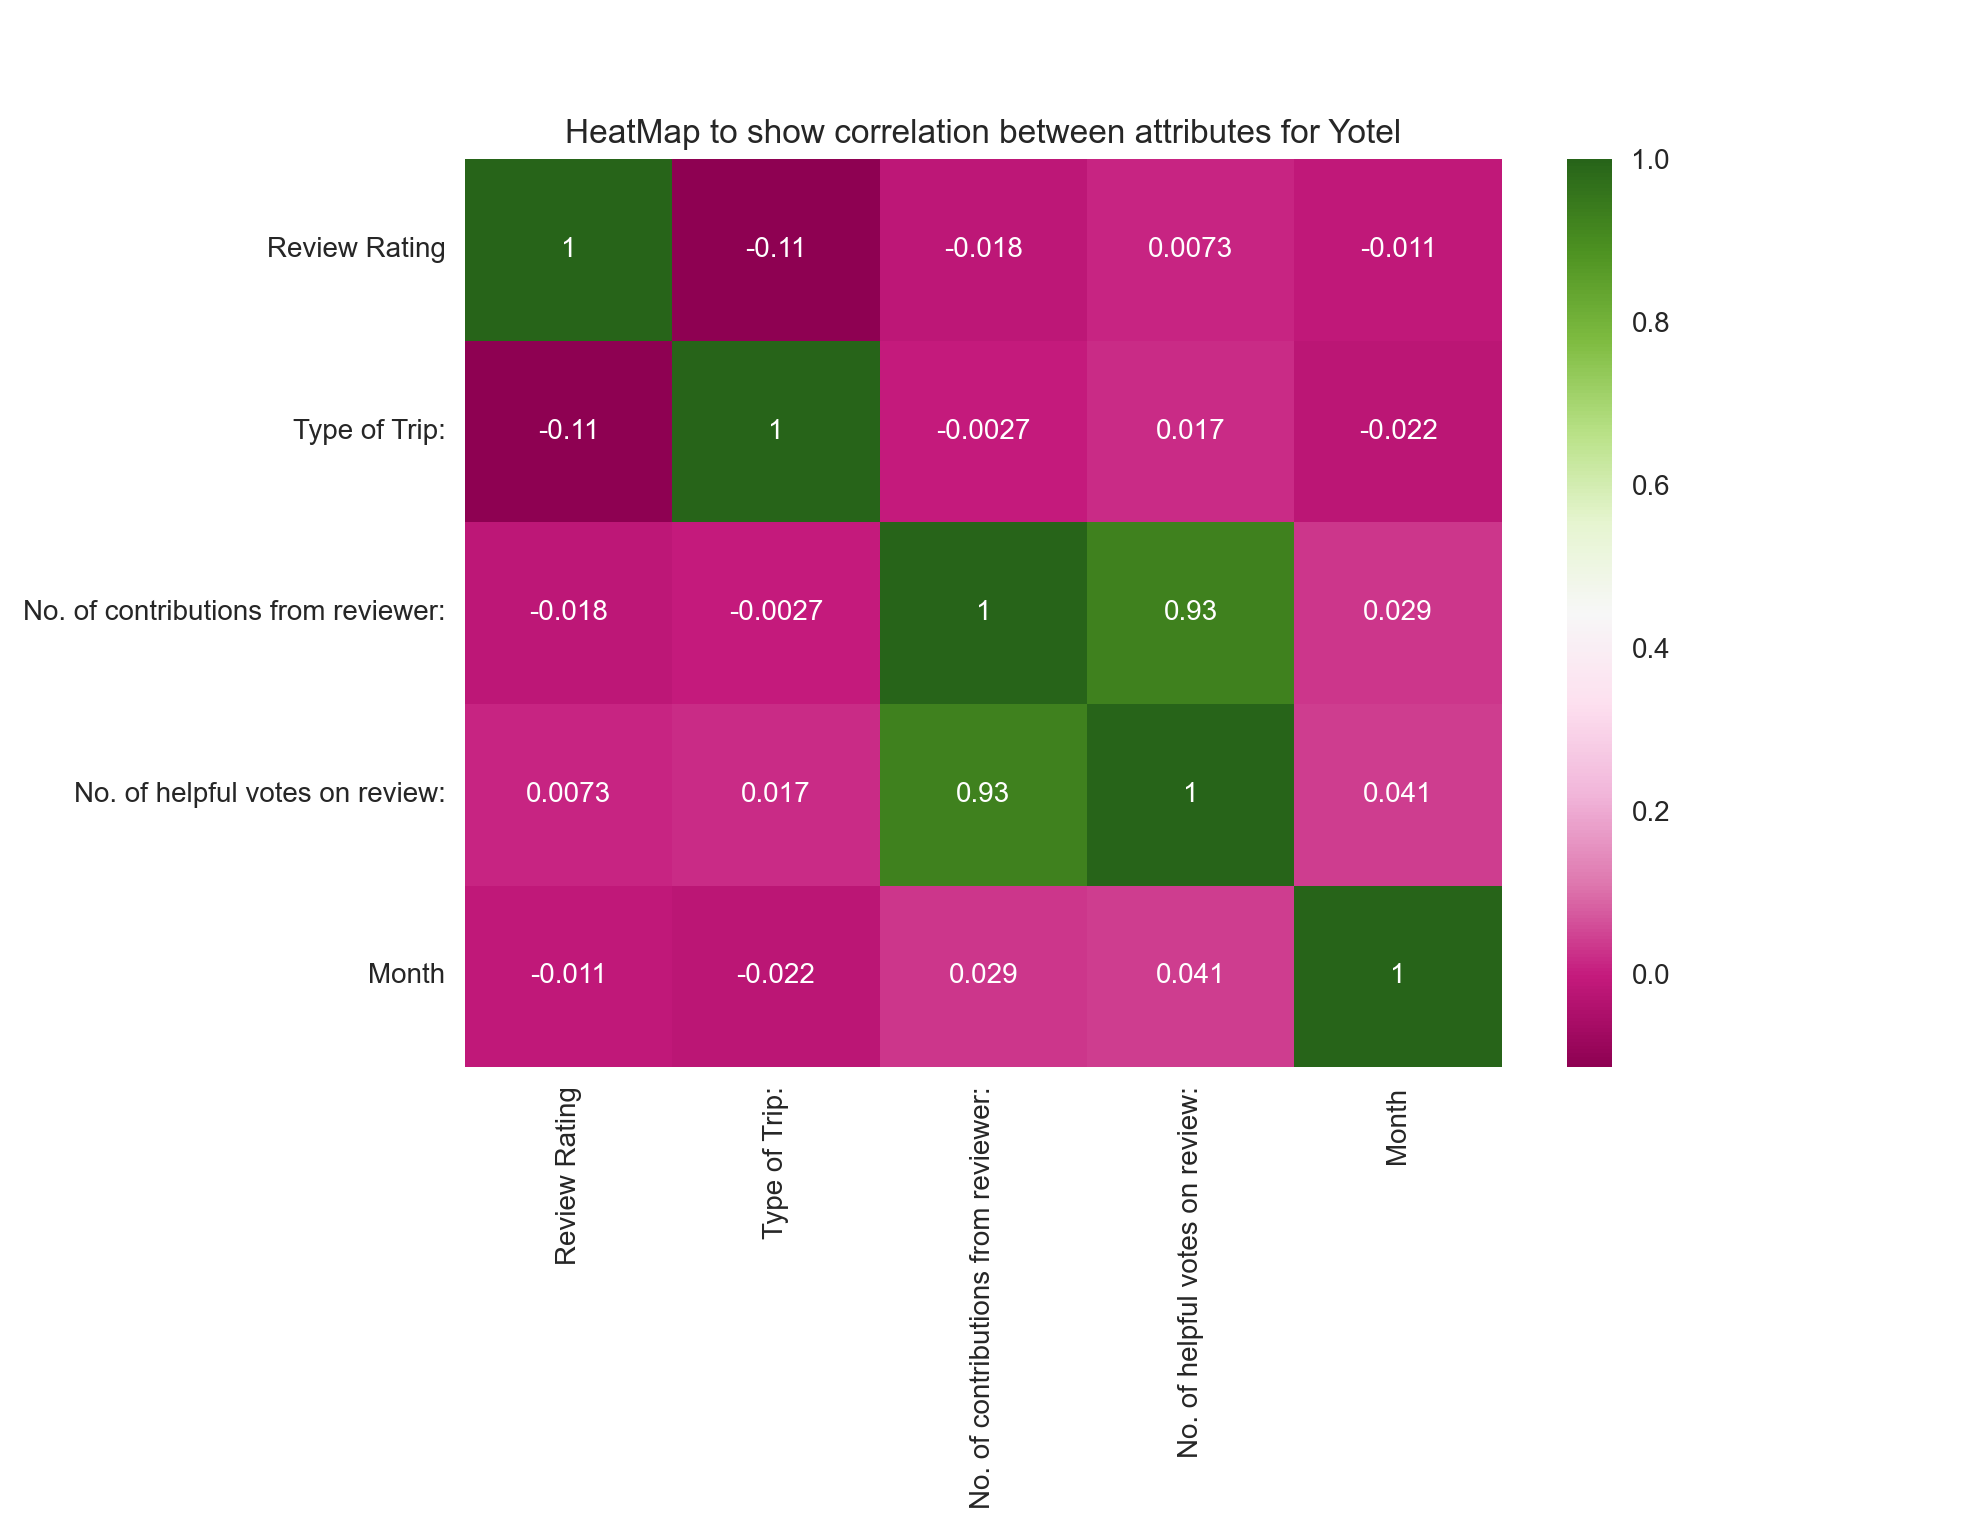 HeatMap to show correlation between attributes for Yotel
Review Rating 1 -0.11 -0.018 0.0073 -0.011
Type of Trip: -0.11 1 -0.0027 0.017 -0.022
No. of contributions from reviewer: -0.018 -0.0027 1 0.93 0.029
No. of helpful votes on review: 0.0073 0.017 0.93 1 0.041
Month -0.011 -0.022 0.029 0.041 1
Review Rating
Type of Trip:
No. of contributions from reviewer:
No. of helpful votes on review:
Month
1.0
0.8
0.6
0.4
0.2
0.0